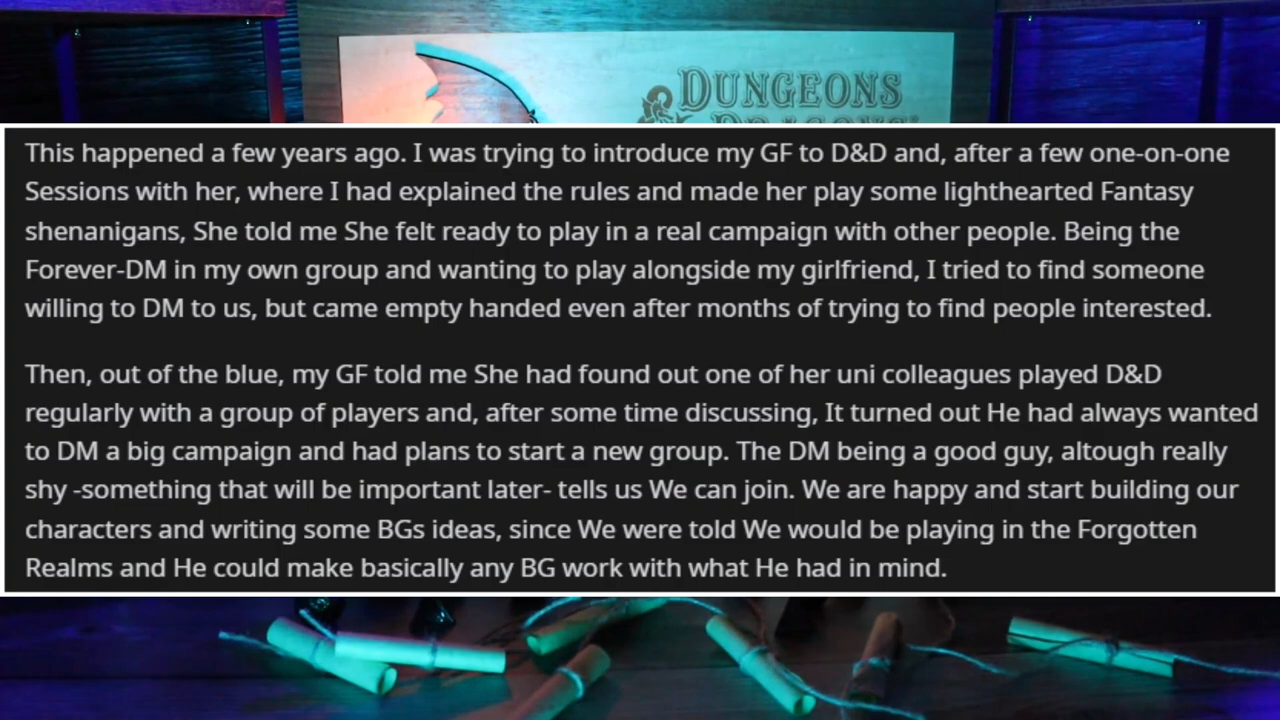 DUNGEONS
DRAGONS
This happened a few years ago. I was trying to introduce my GF to D&D and, after a few one-on-one
Sessions with her, where I had explained the rules and made her play some lighthearted Fantasy
shenanigans, She told me She felt ready to play in a real campaign with other people. Being the
Forever-DM in my own group and wanting to play alongside my girlfriend, I tried to find someone
willing to DM to us, but came empty handed even after months of trying to find people interested.
Then, out of the blue, my GF told me She had found out one of her uni colleagues played D&D
regularly with a group of players and, after some time discussing, It turned out He had always wanted
to DM a big campaign and had plans to start a new group. The DM being a good guy, altough really
shy -something that will be important later- tells us We can join. We are happy and start building our
characters and writing some BGs ideas, since We were told We would be playing in the Forgotten
Realms and He could make basically any BG work with what He had in mind.